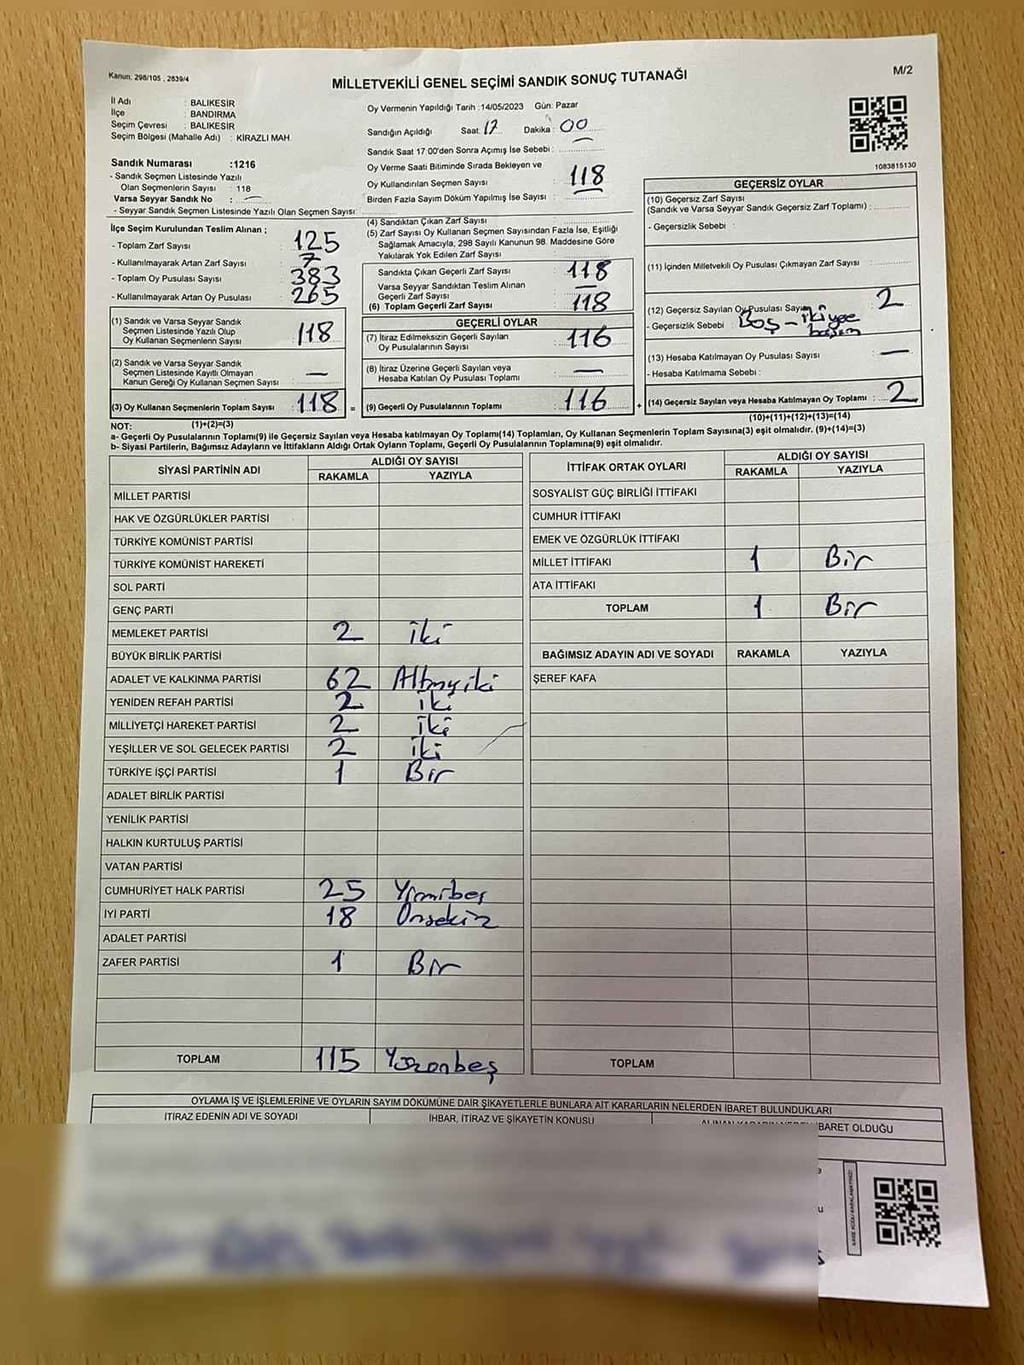 Kanun: 298/105 , 2839/4
MİLLETVEKİLİ GENEL SEÇİMİ SANDIK SONUÇ TUTANAĞI
M/2
İl Adı : BALIKESİR
İlçe : BANDIRMA
Seçim Çevresi : BALIKESİR
Seçim Bölgesi (Mahalle Adı) : KİRAZLI MAH.
Oy Vermenin Yapıldığı Tarih :14/05/2023 Gün: Pazar
Sandığın Açıldığı Saat: 17 Dakika : 00
Sandık Saat 17:00'den Sonra Açımış İse Sebebi :
Oy Verme Saati Bitiminde Sırada Bekleyen ve
Oy Kullandırılan Seçmen Sayısı : 118
Birden Fazla Sayım Döküm Yapılmış İse Sayısı :
1083815130
Sandık Numarası :1216
- Sandık Seçmen Listesinde Yazılı
Olan Seçmenlerin Sayısı : 118
Varsa Seyyar Sandık No : —
- Seyyar Sandık Seçmen Listesinde Yazılı Olan Seçmen Sayısı :
İlçe Seçim Kurulundan Teslim Alınan ;
- Toplam Zarf Sayısı : 125
- Kullanılmayarak Artan Zarf Sayısı : 7
- Toplam Oy Pusulası Sayısı : 383
- Kullanılmayarak Artan Oy Pusulası : 265
(1) Sandık ve Varsa Seyyar Sandık
Seçmen Listesinde Yazılı Olup
Oy Kullanan Seçmenlerin Sayısı : 118
(2) Sandık ve Varsa Seyyar Sandık
Seçmen Listesinde Kayıtlı Olmayan
Kanun Gereği Oy Kullanan Seçmen Sayısı : —
(3) Oy Kullanan Seçmenlerin Toplam Sayısı : 118 =
(1)+(2)=(3)
(4) Sandıktan Çıkan Zarf Sayısı :
(5) Zarf Sayısı Oy Kullanan Seçmen Sayısından Fazla İse, Eşitliği
Sağlamak Amacıyla, 298 Sayılı Kanunun 98. Maddesine Göre
Yakılarak Yok Edilen Zarf Sayısı :
Sandıkta Çıkan Geçerli Zarf Sayısı : 118
Varsa Seyyar Sandıktan Teslim Alınan
Geçerli Zarf Sayısı : —
(6) Toplam Geçerli Zarf Sayısı : 118
GEÇERLİ OYLAR
(7) İtiraz Edilmeksizin Geçerli Sayılan
Oy Pusulalarının Sayısı : 116
(8) İtiraz Üzerine Geçerli Sayılan veya
Hesaba Katılan Oy Pusulası Toplamı : —
(9) Geçerli Oy Pusulalarının Toplamı : 116 +
GEÇERSİZ OYLAR
(10) Geçersiz Zarf Sayısı
(Sandık ve Varsa Seyyar Sandık Geçersiz Zarf Toplamı) :
- Geçersizlik Sebebi :
(11) İçinden Milletvekili Oy Pusulası Çıkmayan Zarf Sayısı :
(12) Geçersiz Sayılan Oy Pusulası Sayısı : 2
- Geçersizlik Sebebi : Boş - ikiye
(13) Hesaba Katılmayan Oy Pusulası Sayısı : —
- Hesaba Katılmama Sebebi :
(14) Geçersiz Sayılan veya Hesaba Katılmayan Oy Toplamı : 2
(10)+(11)+(12)+(13)=(14)
NOT:
a- Geçerli Oy Pusulalarının Toplamı(9) ile Geçersiz Sayılan veya Hesaba katılmayan Oy Toplamı(14) Toplamları, Oy Kullanan Seçmenlerin Toplam Sayısına(3) eşit olmalıdır. (9)+(14)=(3)
b- Siyasi Partilerin, Bağımsız Adayların ve İttifakların Aldığı Ortak Oyların Toplamı, Geçerli Oy Pusulalarının Toplamına(9) eşit olmalıdır.
SİYASİ PARTİNİN ADI ALDIĞI OY SAYISI
RAKAMLA YAZIYLA
MİLLET PARTİSİ
HAK VE ÖZGÜRLÜKLER PARTİSİ
TÜRKİYE KOMÜNİST PARTİSİ
TÜRKİYE KOMÜNİST HAREKETİ
SOL PARTİ
GENÇ PARTİ
MEMLEKET PARTİSİ 2 iki
BÜYÜK BİRLİK PARTİSİ
ADALET VE KALKINMA PARTİSİ 62 Altmışiki
YENİDEN REFAH PARTİSİ 2 iki
MİLLİYETÇİ HAREKET PARTİSİ 2 iki
YEŞİLLER VE SOL GELECEK PARTİSİ 2 iki
TÜRKİYE İŞÇİ PARTİSİ 1 Bir
ADALET BİRLİK PARTİSİ
YENİLİK PARTİSİ
HALKIN KURTULUŞ PARTİSİ
VATAN PARTİSİ
CUMHURİYET HALK PARTİSİ 25 Yirmibeş
İYİ PARTİ 18 Onsekiz
ADALET PARTİSİ
ZAFER PARTİSİ 1 Bir
TOPLAM 115 Yüzonbeş
İTTİFAK ORTAK OYLARI ALDIĞI OY SAYISI
RAKAMLA YAZIYLA
SOSYALİST GÜÇ BİRLİĞİ İTTİFAKI
CUMHUR İTTİFAKI
EMEK VE ÖZGÜRLÜK İTTİFAKI
MİLLET İTTİFAKI 1 Bir
ATA İTTİFAKI
TOPLAM 1 Bir
BAĞIMSIZ ADAYIN ADI VE SOYADI RAKAMLA YAZIYLA
ŞEREF KAFA
TOPLAM
OYLAMA İŞ VE İŞLEMLERİNE VE OYLARIN SAYIM DÖKÜMÜNE DAİR ŞİKAYETLERLE BUNLARA AİT KARARLARIN NELERDEN İBARET BULUNDUKLARI
İTİRAZ EDENİN ADI VE SOYADI İHBAR, İTİRAZ VE ŞİKAYETİN KONUSU ALINAN KARARIN NEDEN İBARET OLDUĞU